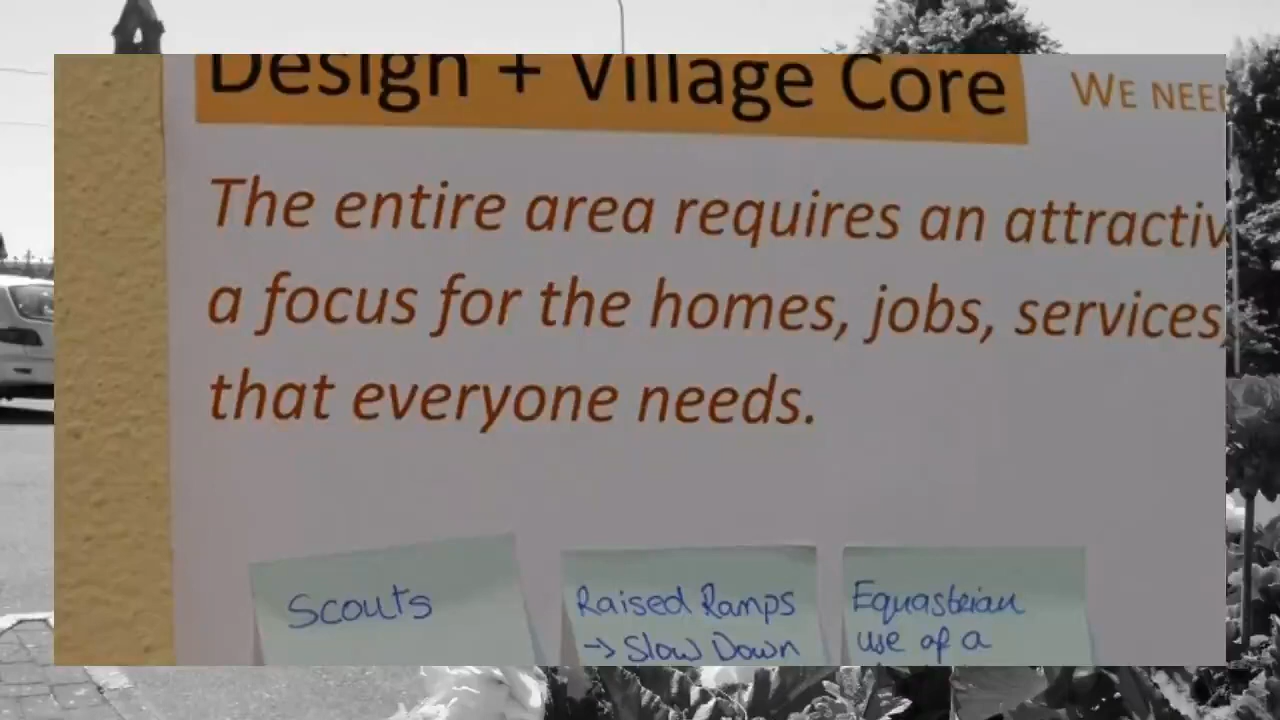 Design + Village Core
WE NEED
The entire area requires an attractiv
a focus for the homes, jobs, services,
that everyone needs.
Scouts
Raised Ramps
→ Slow Down
Equasterian
use of a